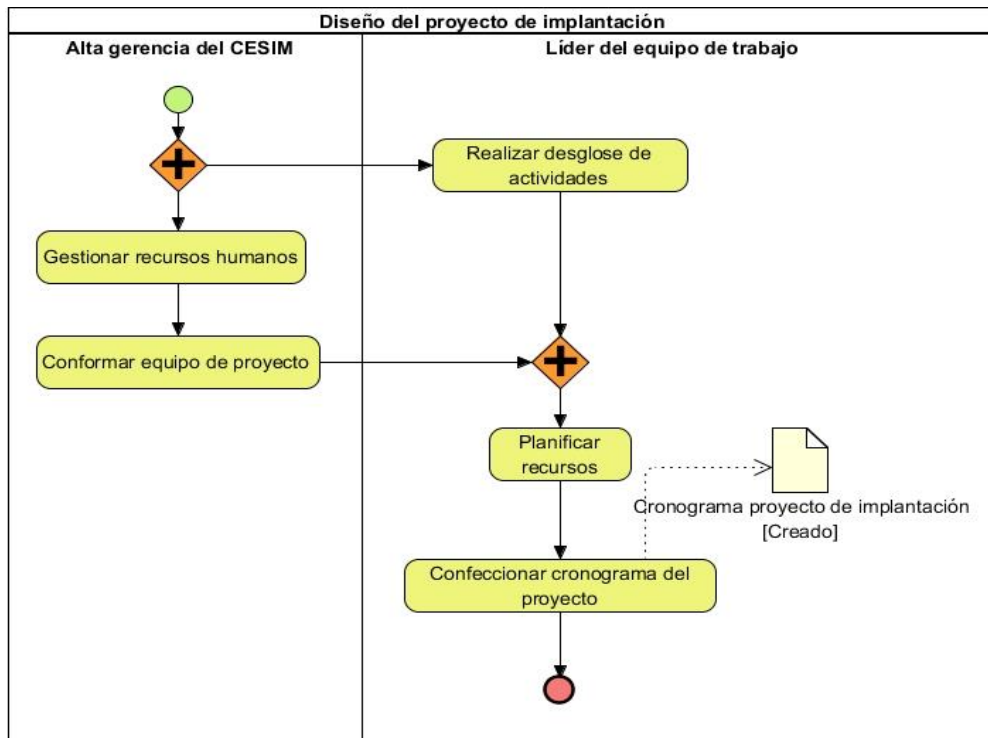 Diseño del proyecto de implantación
Alta gerencia del CESIM
Líder del equipo de trabajo
Realizar desglose de
actividades
Gestionar recursos humanos
Conformar equipo de proyecto
Planificar
recursos
Cronograma proyecto de implantación
[Creado]
Confeccionar cronograma del
proyecto